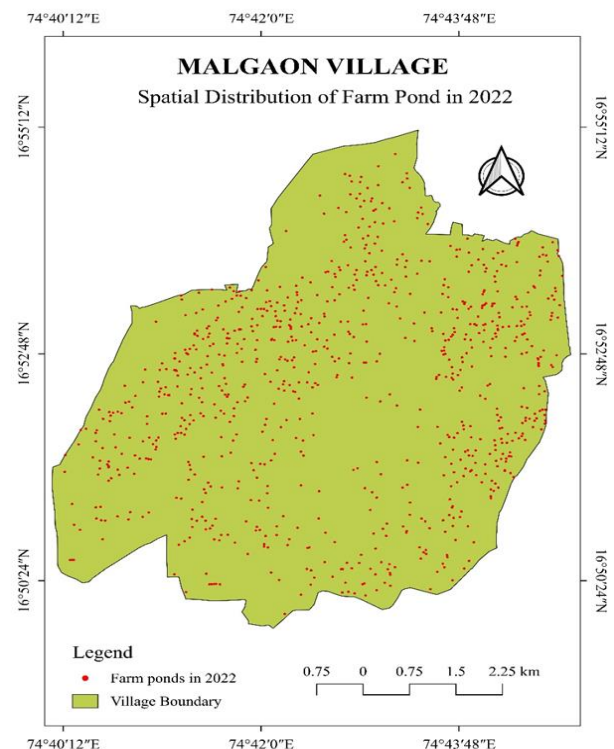 74°40′12″E 74°42′0″E 74°43′48″E
MALGAON VILLAGE
Spatial Distribution of Farm Pond in 2022
16°55′12″N 16°55′12″N
16°52′48″N 16°52′48″N
16°50′24″N 16°50′24″N
Legend
Farm ponds in 2022
Village Boundary
0.75 0 0.75 1.5 2.25 km
74°40′12″E 74°42′0″E 74°43′48″E